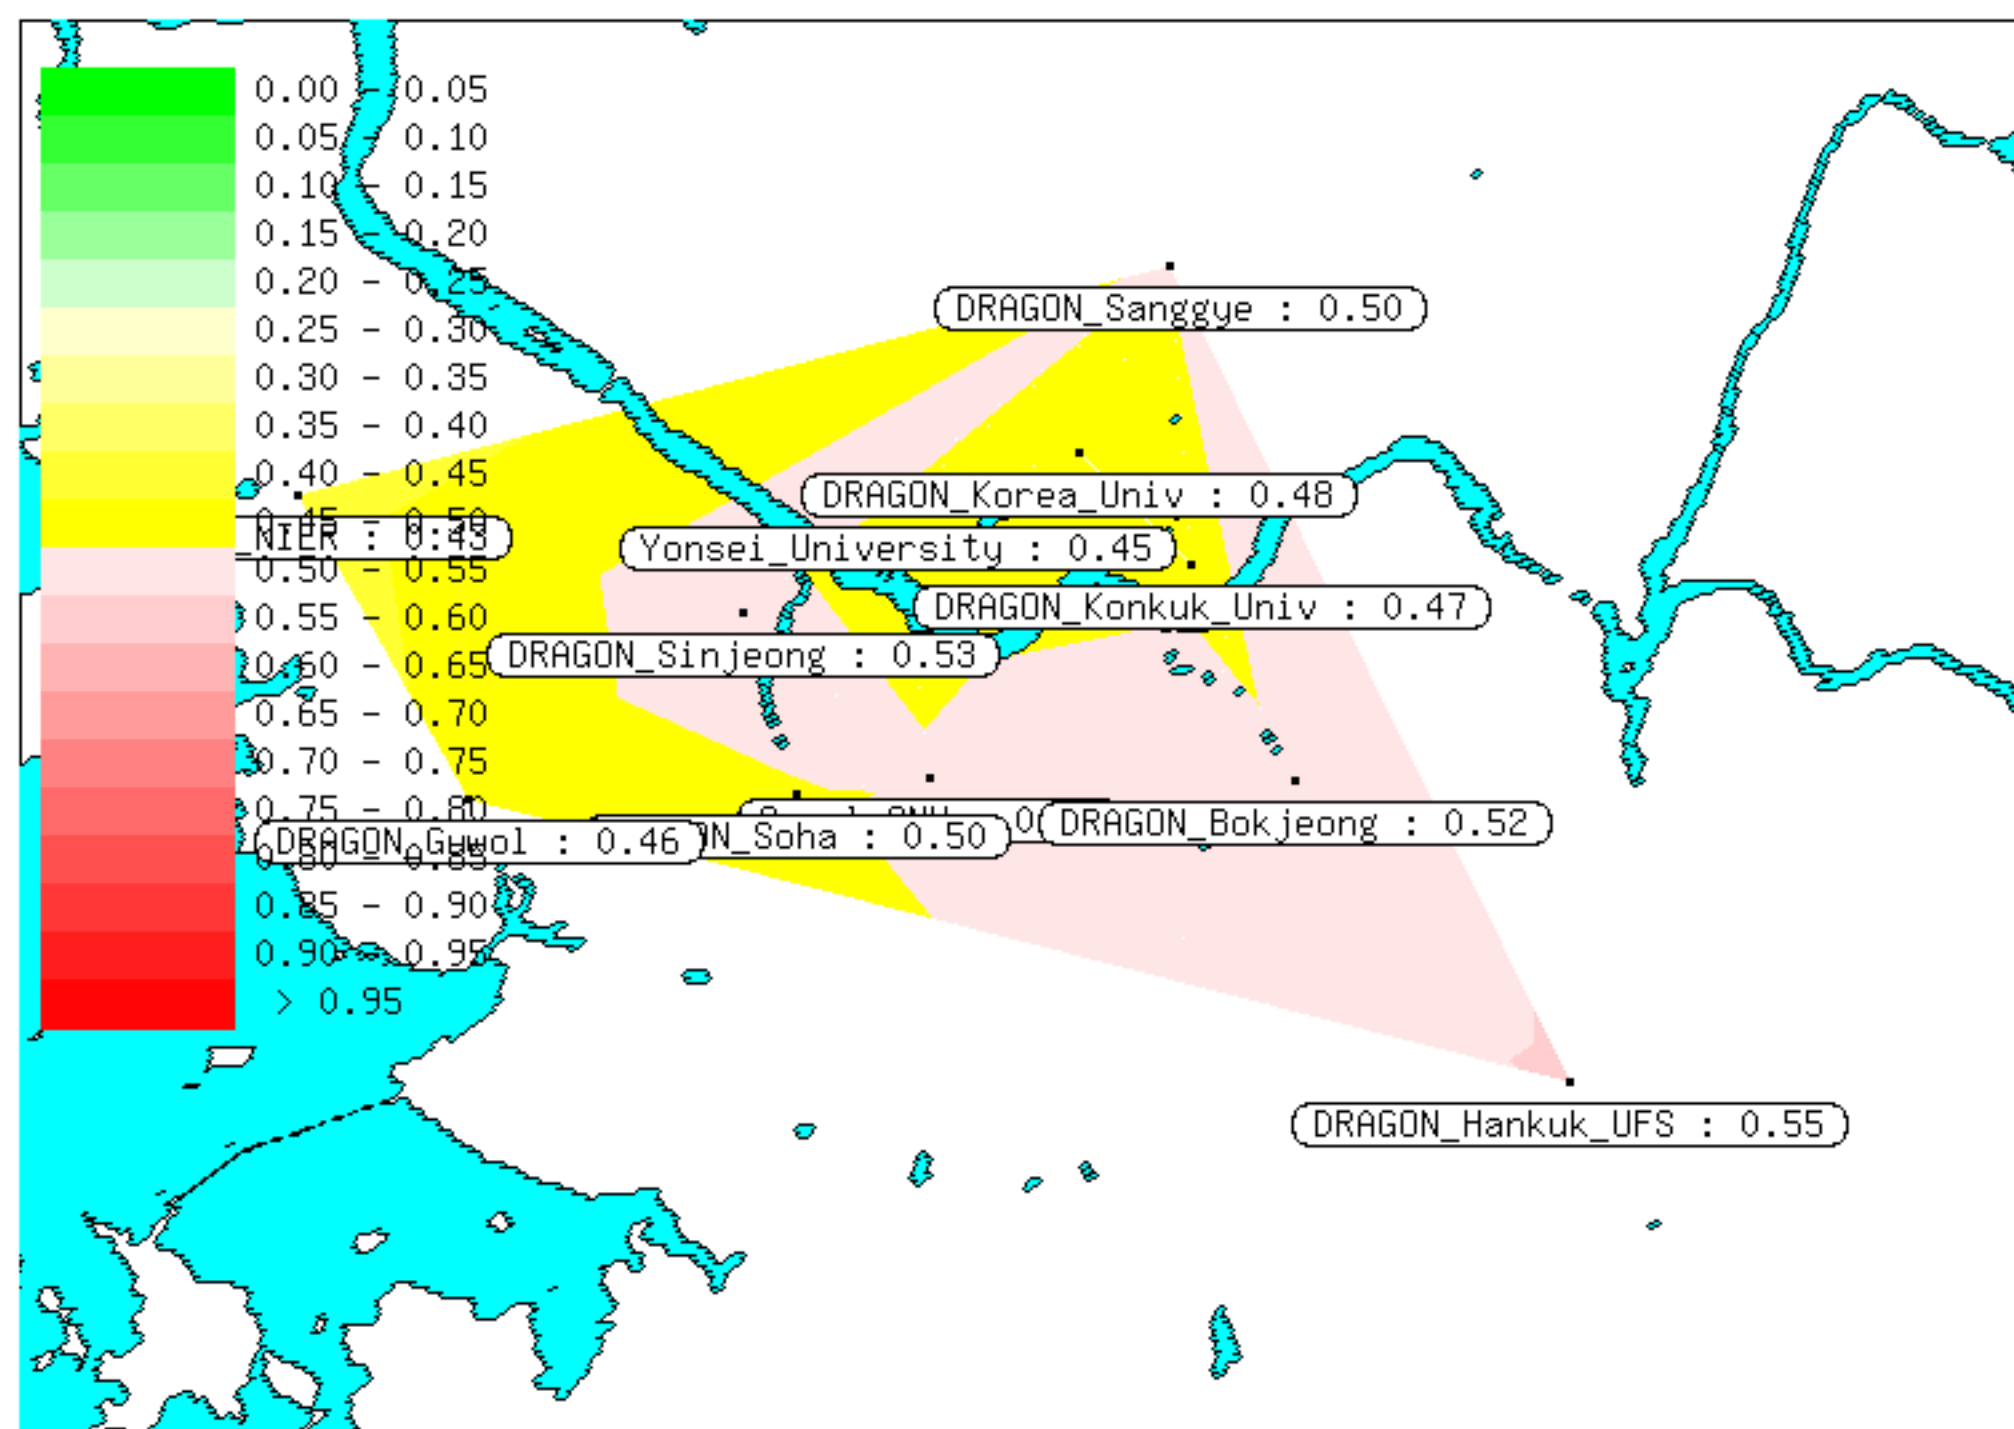 0.00 - 0.05
0.05 - 0.10
0.10 - 0.15
0.15 - 0.20
0.20 - 0.25
0.25 - 0.30
0.30 - 0.35
0.35 - 0.40
0.40 - 0.45
0.45 - 0.50
0.50 - 0.55
0.55 - 0.60
0.60 - 0.65
0.65 - 0.70
0.70 - 0.75
0.75 - 0.80
0.80 - 0.85
0.85 - 0.90
0.90 - 0.95
> 0.95
DRAGON_Sanggye : 0.50
DRAGON_Korea_Univ : 0.48
_NIER : 0.43
Yonsei_University : 0.45
DRAGON_Konkuk_Univ : 0.47
DRAGON_Sinjeong : 0.53
DRAGON_Bokjeong : 0.52
DRAGON_Guwol : 0.46
ON_Soha : 0.50
DRAGON_Hankuk_UFS : 0.55